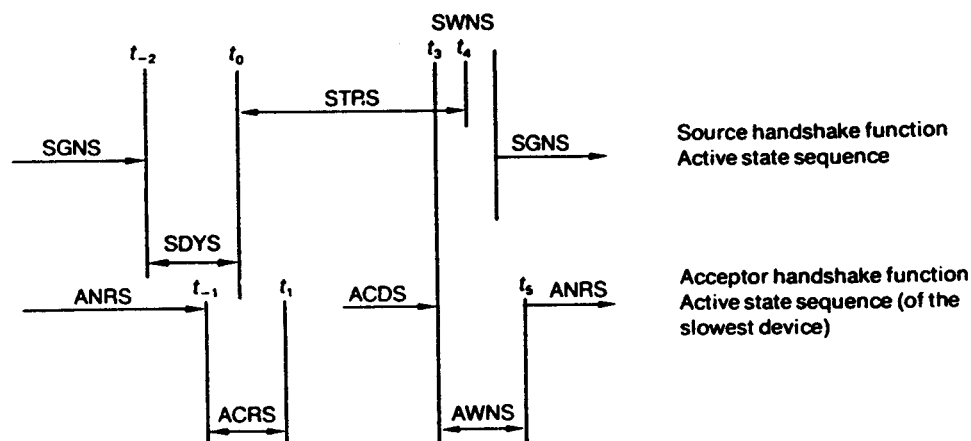 SWNS
t₋₂ t₀ t₃ t₄
STRS
SGNS SGNS
Source handshake function
Active state sequence
SDYS
ANRS t₋₁ t₁ ACDS t₅ ANRS
Acceptor handshake function
Active state sequence (of the
slowest device)
ACRS AWNS